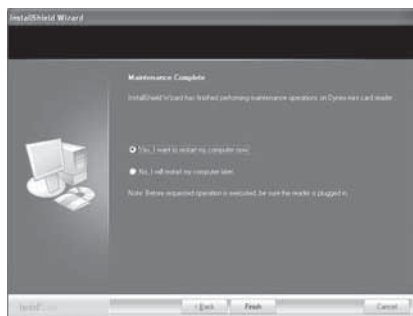 InstallShield Wizard
Maintenance Complete
InstallShield Wizard has finished performing maintenance operations on Dynex mini card reader.
Yes, I want to restart my computer now.
No, I will restart my computer later.
Note: Before requested operation is executed, be sure the reader is plugged in.
InstallShield
< Back Finish Cancel